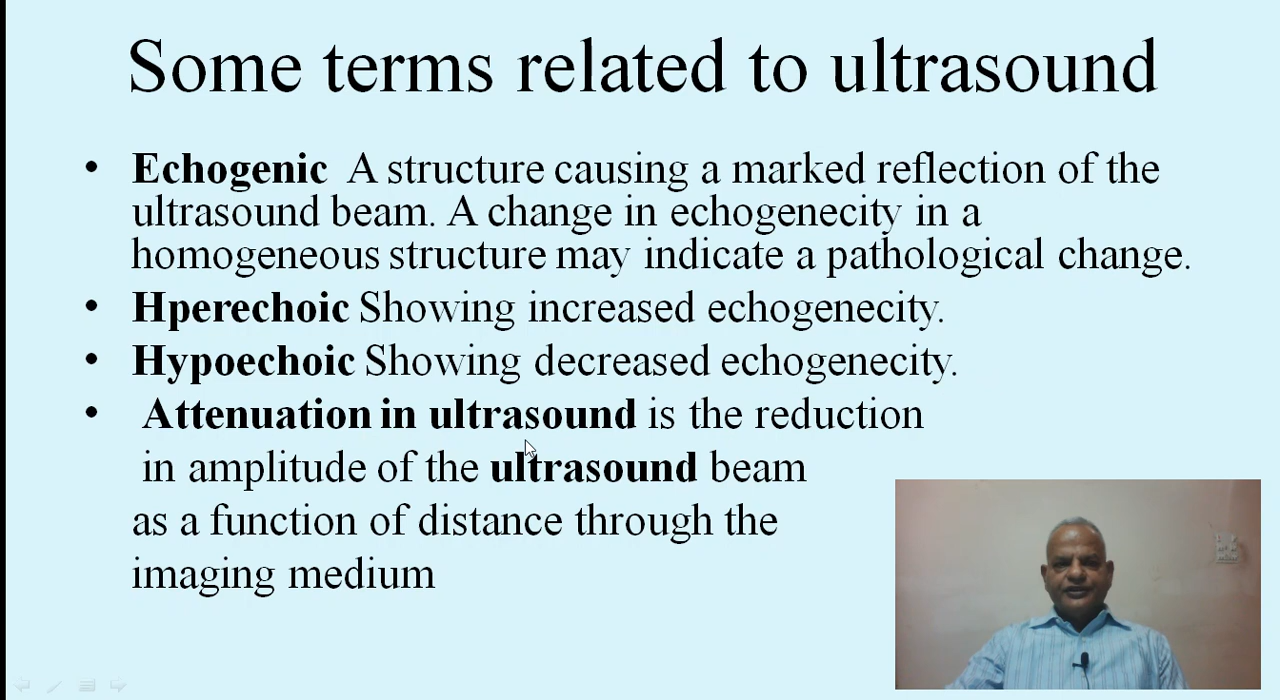 Some terms related to ultrasound
• Echogenic A structure causing a marked reflection of the
ultrasound beam. A change in echogenecity in a
homogeneous structure may indicate a pathological change.
• Hperechoic Showing increased echogenecity.
• Hypoechoic Showing decreased echogenecity.
• Attenuation in ultrasound is the reduction
in amplitude of the ultrasound beam
as a function of distance through the
imaging medium